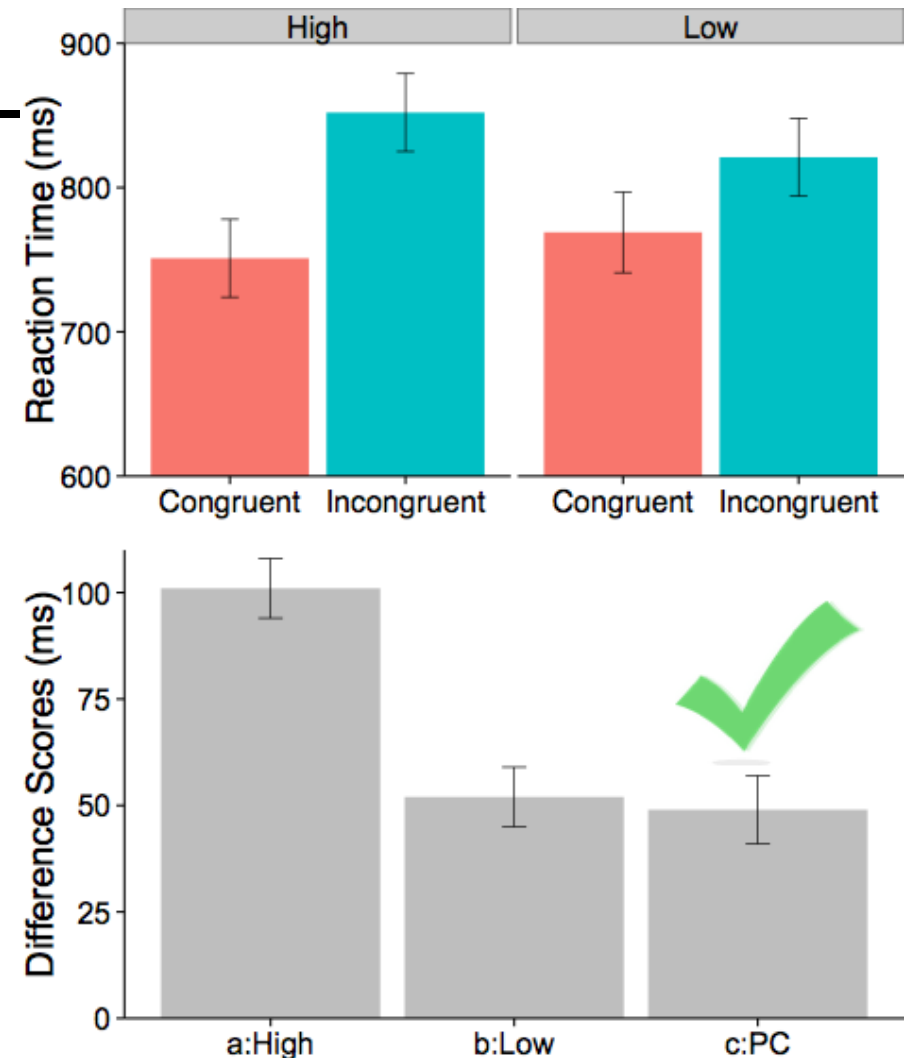 High Low
Reaction Time (ms)
900
800
700
600
Congruent Incongruent Congruent Incongruent
Difference Scores (ms)
100
75
50
25
0
a:High b:Low c:PC